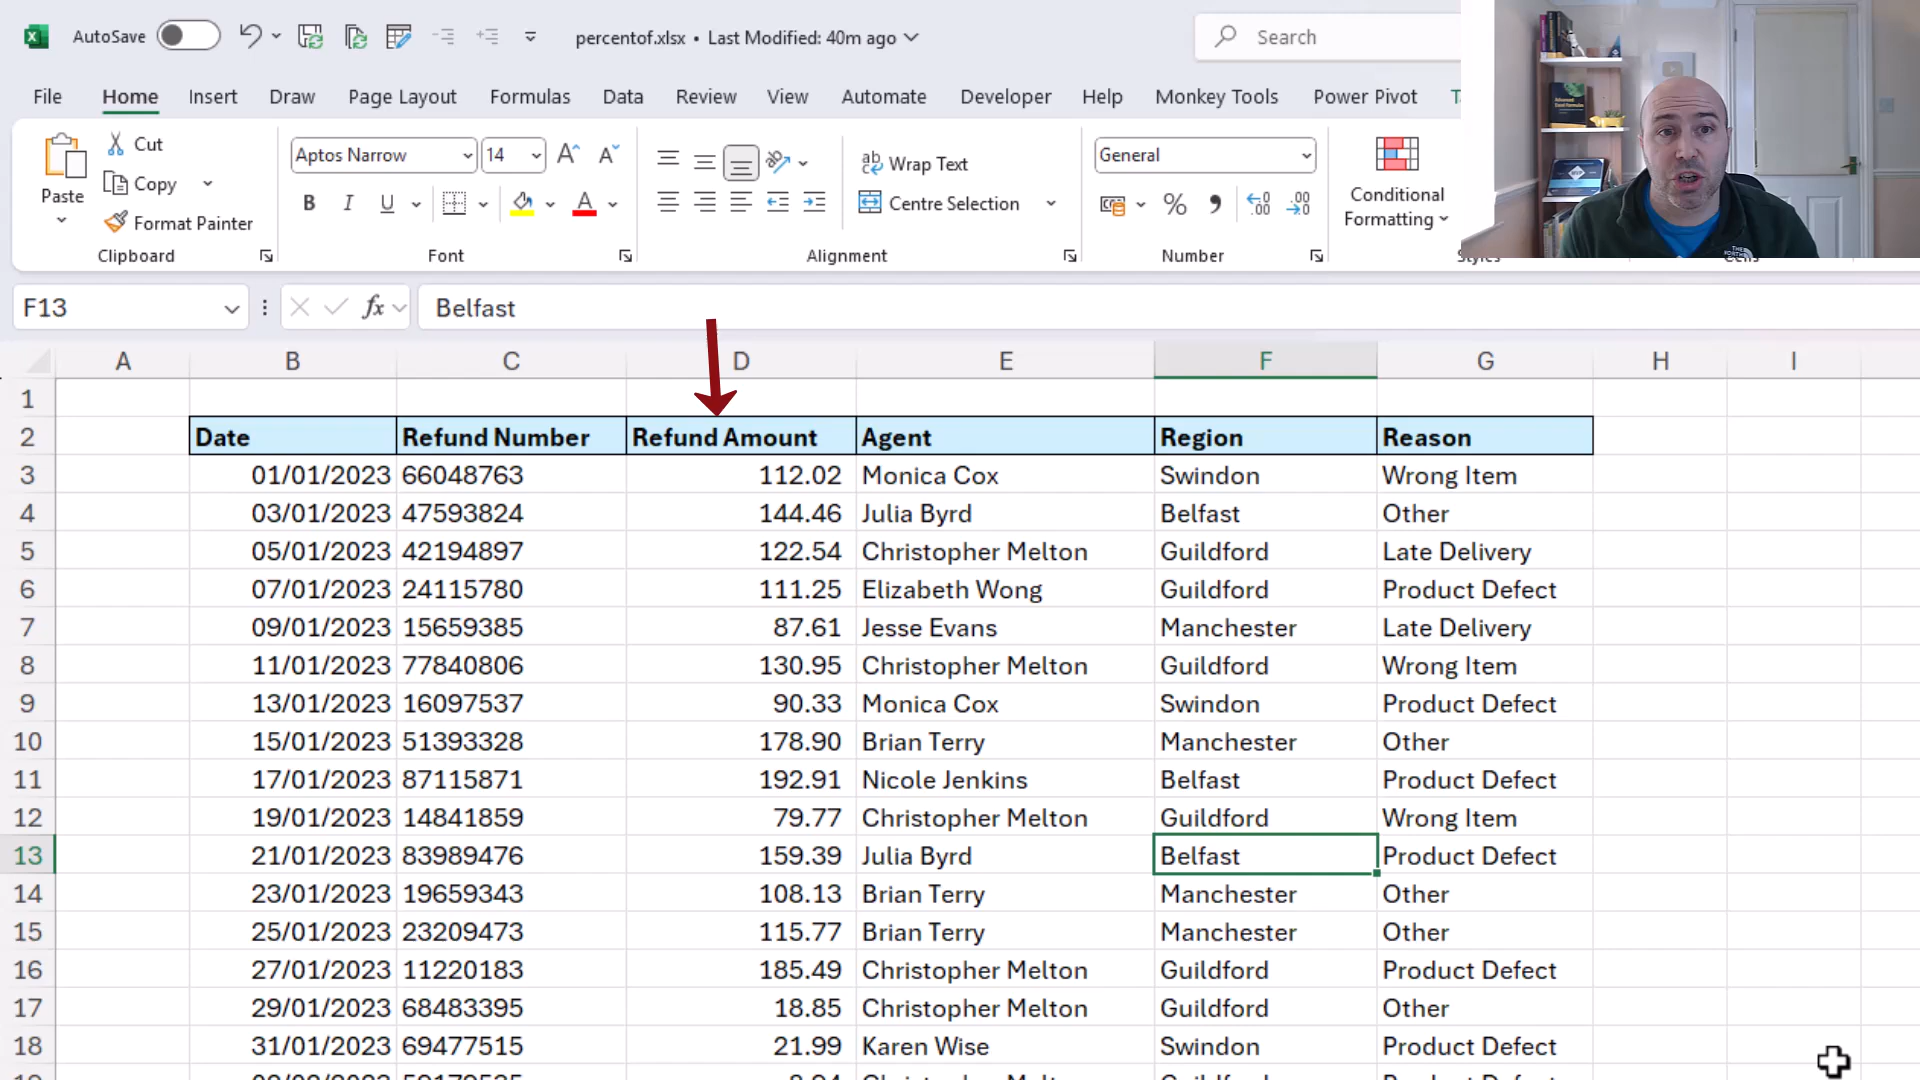 AutoSave percentof.xlsx • Last Modified: 40m ago Search
File Home Insert Draw Page Layout Formulas Data Review View Automate Developer Help Monkey Tools Power Pivot
Paste Cut Copy Format Painter
Clipboard
Aptos Narrow 14 A A
B I U A
Font
ab Wrap Text
Centre Selection
Alignment
General
% .00 .00
Number
Conditional Formatting
F13 fx Belfast
A B C D E F G H I
1
2 Date Refund Number Refund Amount Agent Region Reason
3 01/01/2023 66048763 112.02 Monica Cox Swindon Wrong Item
4 03/01/2023 47593824 144.46 Julia Byrd Belfast Other
5 05/01/2023 42194897 122.54 Christopher Melton Guildford Late Delivery
6 07/01/2023 24115780 111.25 Elizabeth Wong Guildford Product Defect
7 09/01/2023 15659385 87.61 Jesse Evans Manchester Late Delivery
8 11/01/2023 77840806 130.95 Christopher Melton Guildford Wrong Item
9 13/01/2023 16097537 90.33 Monica Cox Swindon Product Defect
10 15/01/2023 51393328 178.90 Brian Terry Manchester Other
11 17/01/2023 87115871 192.91 Nicole Jenkins Belfast Product Defect
12 19/01/2023 14841859 79.77 Christopher Melton Guildford Wrong Item
13 21/01/2023 83989476 159.39 Julia Byrd Belfast Product Defect
14 23/01/2023 19659343 108.13 Brian Terry Manchester Other
15 25/01/2023 23209473 115.77 Brian Terry Manchester Other
16 27/01/2023 11220183 185.49 Christopher Melton Guildford Product Defect
17 29/01/2023 68483395 18.85 Christopher Melton Guildford Other
18 31/01/2023 69477515 21.99 Karen Wise Swindon Product Defect